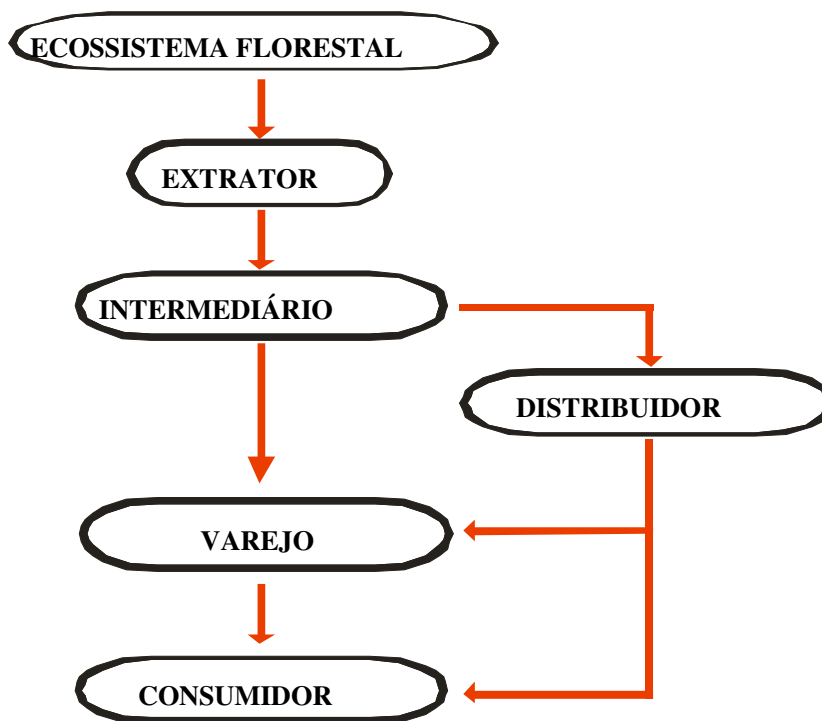 ECOSSISTEMA FLORESTAL
EXTRATOR
INTERMEDIÁRIO
DISTRIBUIDOR
VAREJO
CONSUMIDOR